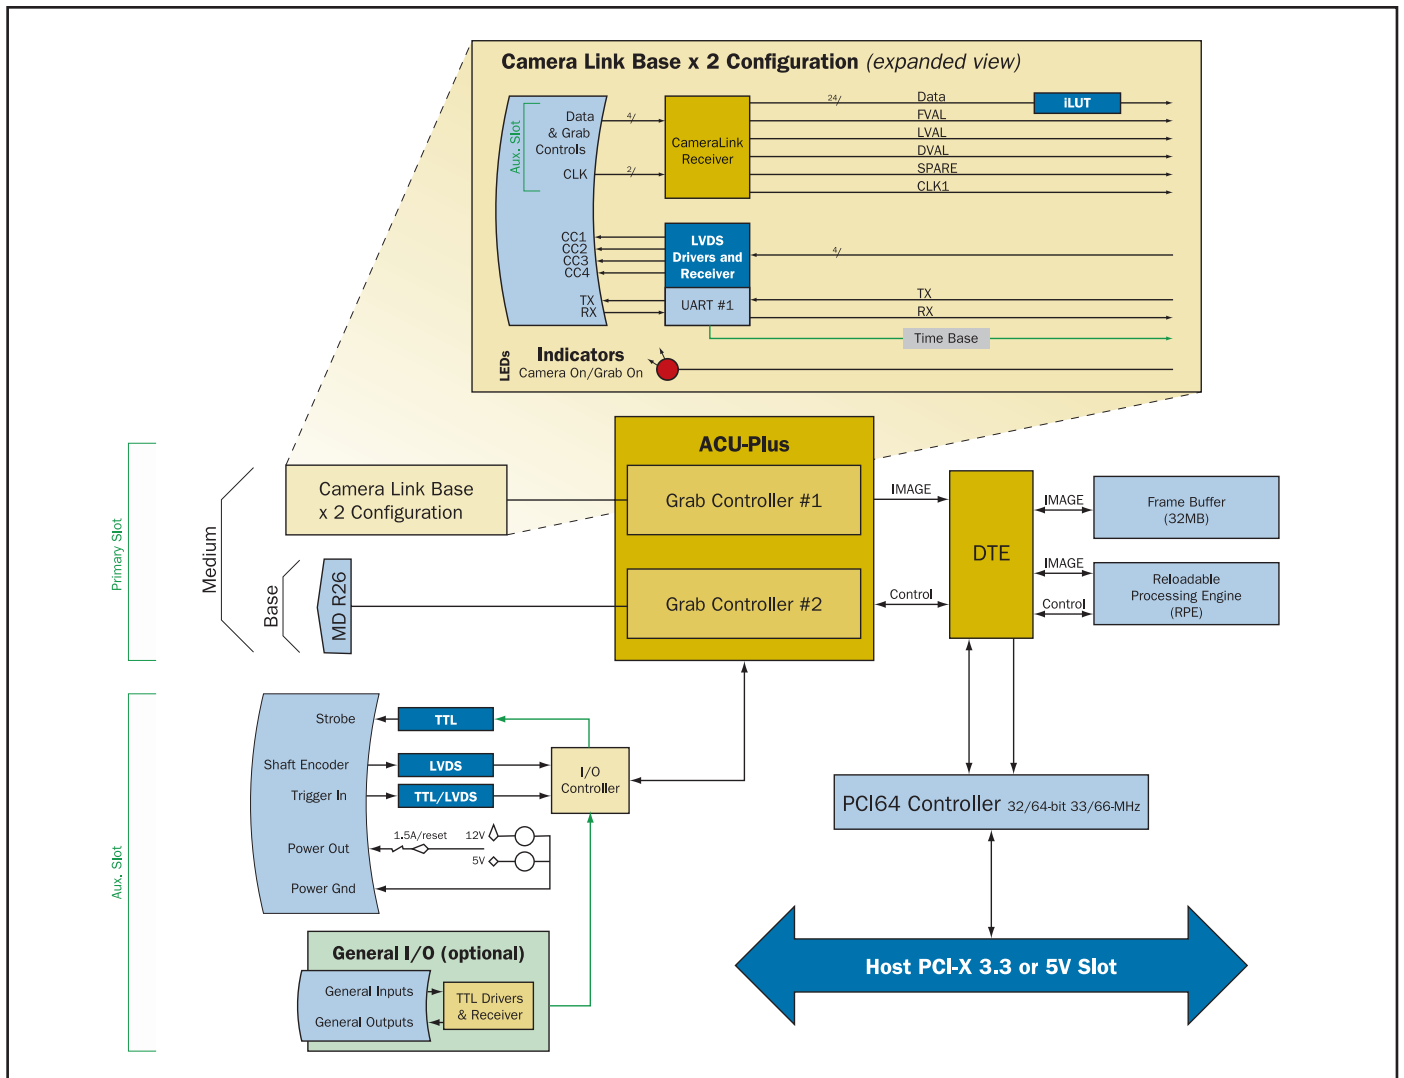 Camera Link Base x 2 Configuration (expanded view)
Aux. Slot
Data
& Grab
Controls
CLK
4/
2/
CameraLink
Receiver
24/
Data
iLUT
FVAL
LVAL
DVAL
SPARE
CLK1
CC1
CC2
CC3
CC4
TX
RX
LVDS
Drivers and
Receiver
UART #1
4/
TX
RX
Time Base
LEDs
Indicators
Camera On/Grab On
Primary Slot
Medium
Base
Camera Link Base
x 2 Configuration
MD R26
ACU-Plus
Grab Controller #1
Grab Controller #2
IMAGE
Control
DTE
IMAGE
Frame Buffer
(32MB)
IMAGE
Control
Reloadable
Processing Engine
(RPE)
Aux. Slot
Strobe
TTL
Shaft Encoder
LVDS
Trigger In
TTL/LVDS
I/O
Controller
Power Out
1.5A/reset
12V
5V
Power Gnd
PCI64 Controller 32/64-bit 33/66-MHz
General I/O (optional)
General Inputs
General Outputs
TTL Drivers
& Receiver
Host PCI-X 3.3 or 5V Slot